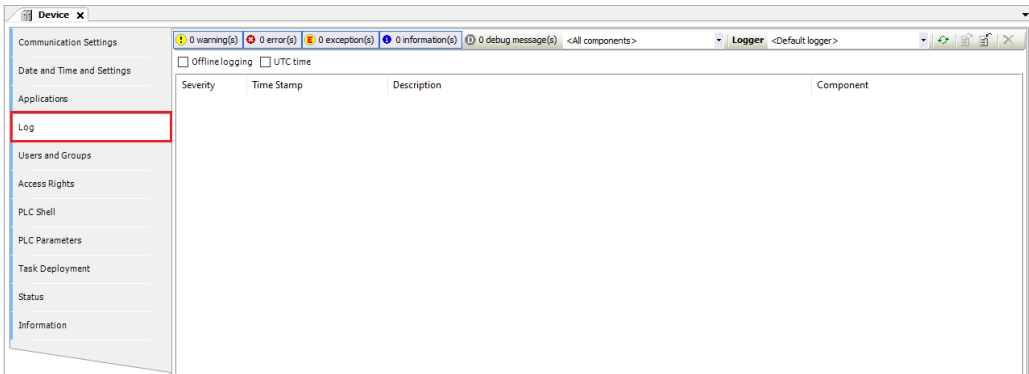 Device X
Communication Settings
Date and Time and Settings
Applications
Log
Users and Groups
Access Rights
PLC Shell
PLC Parameters
Task Deployment
Status
Information
0 warning(s) 0 error(s) E 0 exception(s) 0 information(s) D 0 debug message(s) <All components> Logger <Default logger>
Offline logging UTC time
Severity Time Stamp Description Component